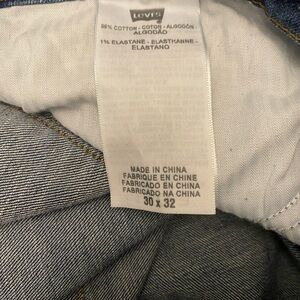 Levi's
99% COTTON - COTON - ALGODÓN
ALGODÃO
1% ELASTANE - ELASTHANNE -
ELASTANO
MADE IN CHINA
FABRIQUE EN CHINE
FABRICADO EN CHINA
FABRICADO NA CHINA
30 x 32